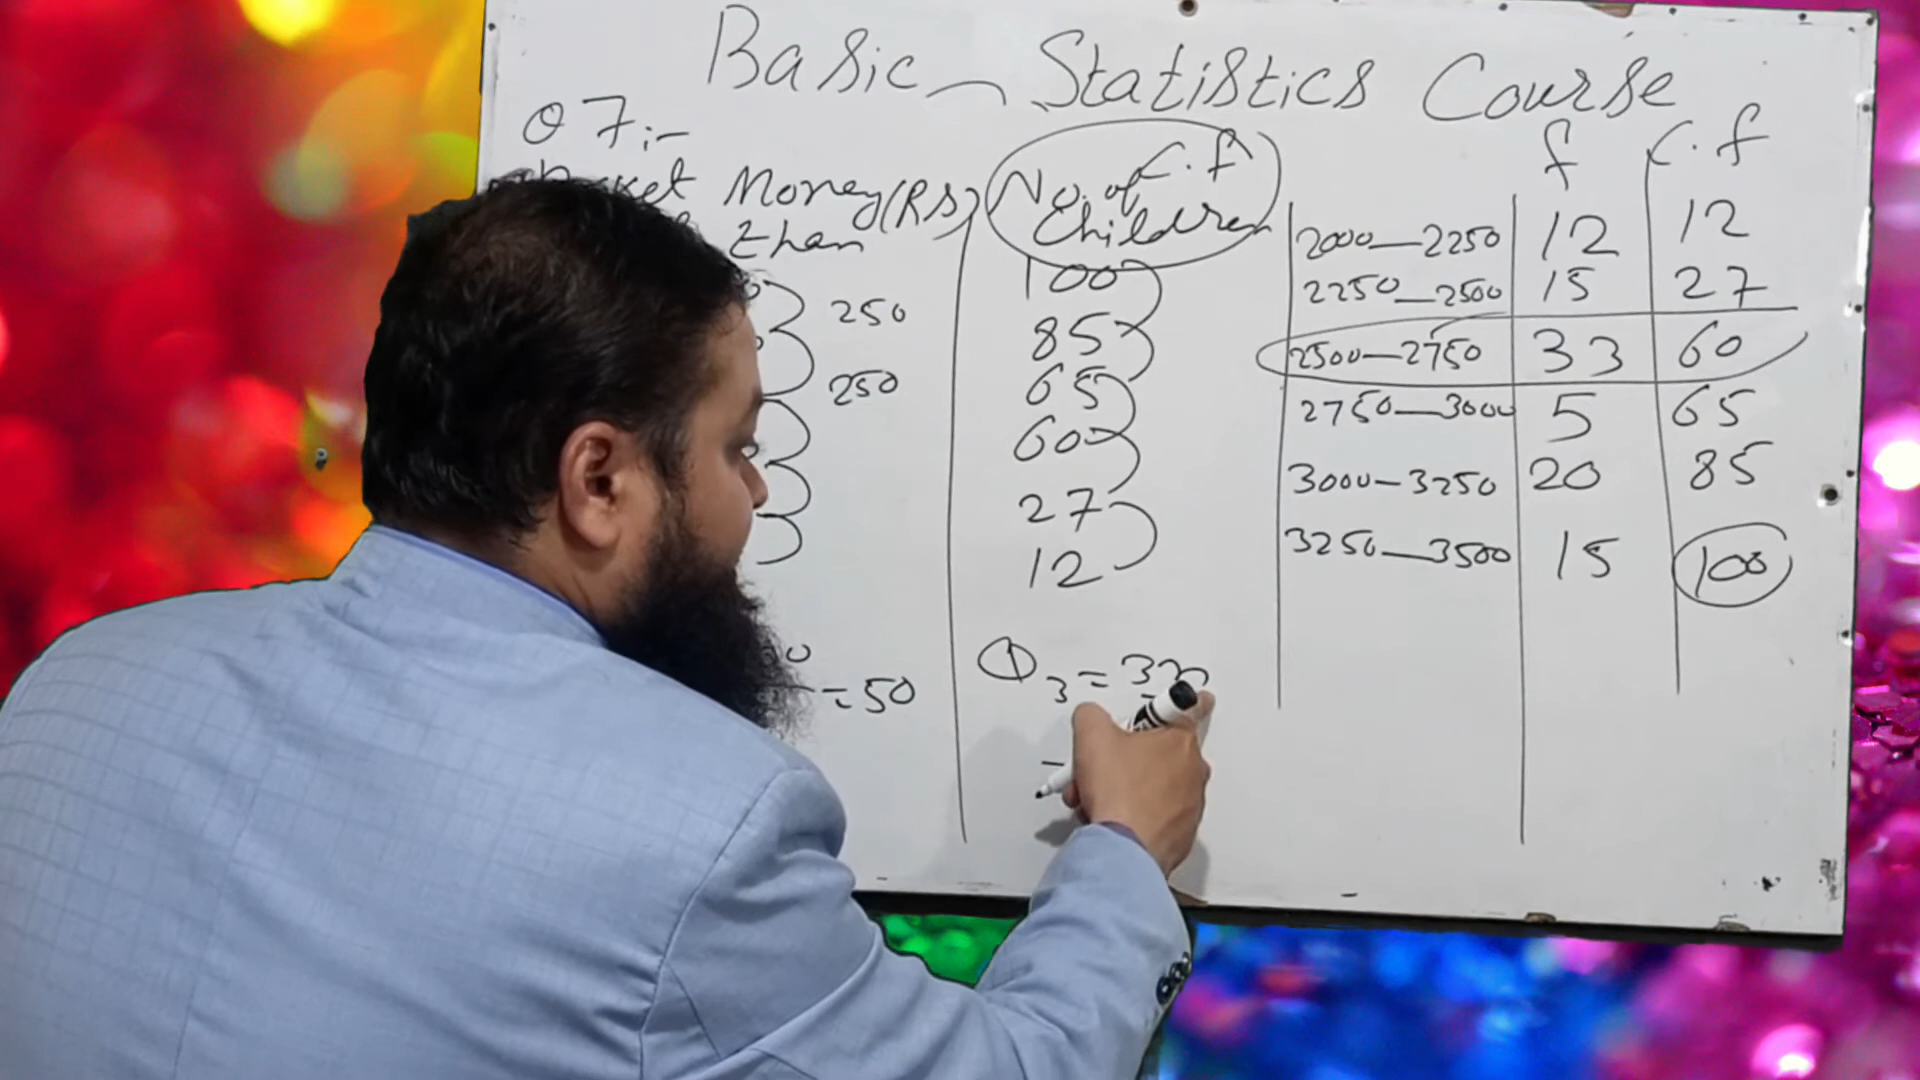 Basic Statistics Course
Q7:-
Money (RS)
than
250
250
=50
No. of C.f
Children
100
85
65
60
27
12
Q3 =
f C.f
2000—2250 12 12
2250—2500 15 27
2500—2750 33 60
2750—3000 5 65
3000—3250 20 85
3250—3500 15 100